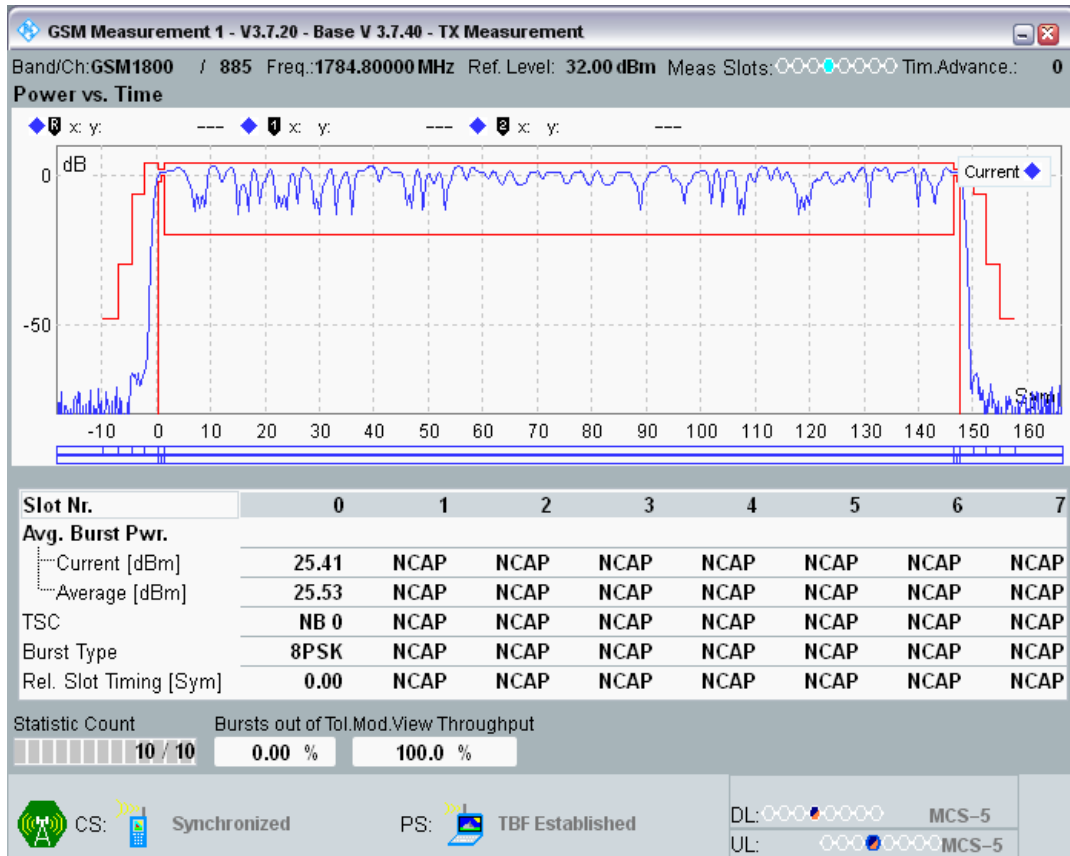 GSM Measurement 1 - V3.7.20 - Base V 3.7.40 - TX Measurement
Band/Ch:GSM1800 / 885 Freq.:1784.80000 MHz Ref. Level: 32.00 dBm Meas Slots: Tim.Advance.: 0
Power vs. Time
R x: y: --- 1 x: y: --- 2 x: y: ---
dB
Current
0
-50
Sym
-10 0 10 20 30 40 50 60 70 80 90 100 110 120 130 140 150 160
Slot Nr. 0 1 2 3 4 5 6 7
Avg. Burst Pwr.
Current [dBm] 25.41 NCAP NCAP NCAP NCAP NCAP NCAP NCAP
Average [dBm] 25.53 NCAP NCAP NCAP NCAP NCAP NCAP NCAP
TSC NB 0 NCAP NCAP NCAP NCAP NCAP NCAP NCAP
Burst Type 8PSK NCAP NCAP NCAP NCAP NCAP NCAP NCAP
Rel. Slot Timing [Sym] 0.00 NCAP NCAP NCAP NCAP NCAP NCAP NCAP
Statistic Count Bursts out of Tol. Mod.View Throughput
10 / 10 0.00 % 100.0 %
CS: Synchronized PS: TBF Established
DL: MCS-5
UL: MCS-5